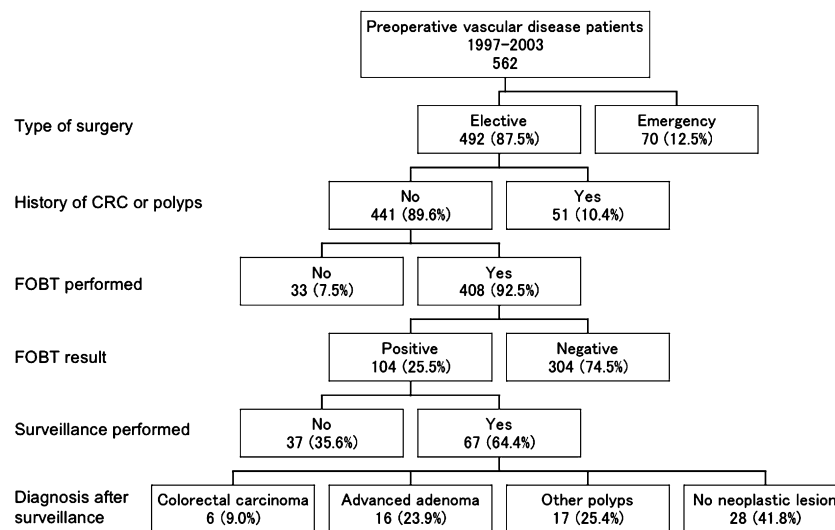 Preoperative vascular disease patients
1997-2003
562
Type of surgery
Elective
492 (87.5%)
Emergency
70 (12.5%)
History of CRC or polyps
No
441 (89.6%)
Yes
51 (10.4%)
FOBT performed
No
33 (7.5%)
Yes
408 (92.5%)
FOBT result
Positive
104 (25.5%)
Negative
304 (74.5%)
Surveillance performed
No
37 (35.6%)
Yes
67 (64.4%)
Diagnosis after
surveillance
Colorectal carcinoma
6 (9.0%)
Advanced adenoma
16 (23.9%)
Other polyps
17 (25.4%)
No neoplastic lesion
28 (41.8%)